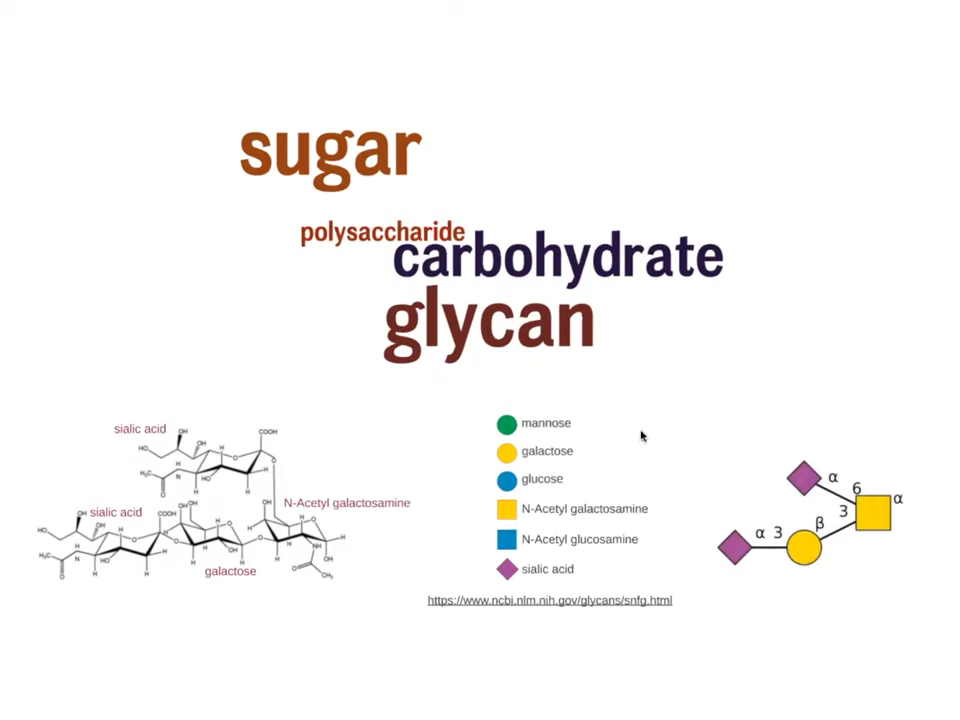 sugar
polysaccharide
carbohydrate
glycan
sialic acid
sialic acid
N-Acetyl galactosamine
galactose
mannose
galactose
glucose
N-Acetyl galactosamine
N-Acetyl glucosamine
sialic acid
https://www.ncbi.nlm.nih.gov/glycans/snfg.html
α
6
α
3
β
α 3